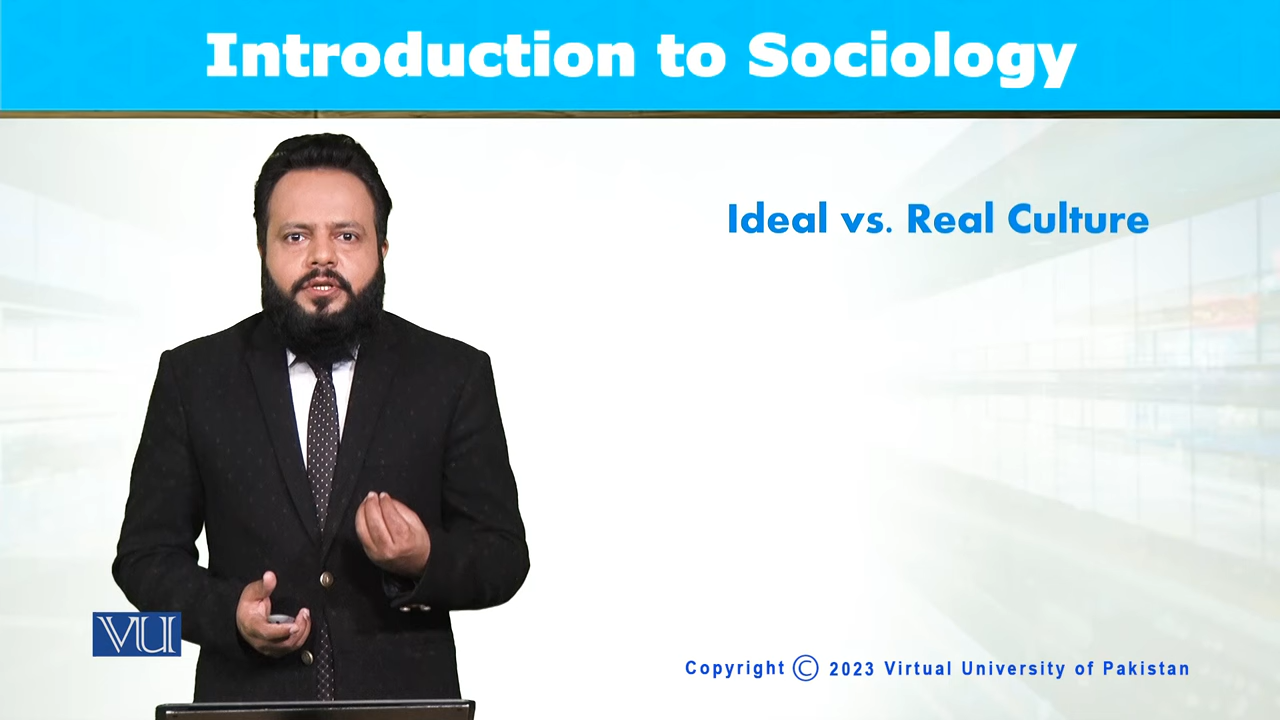 Introduction to Sociology
Ideal vs. Real Culture
VU
Copyright © 2023 Virtual University of Pakistan